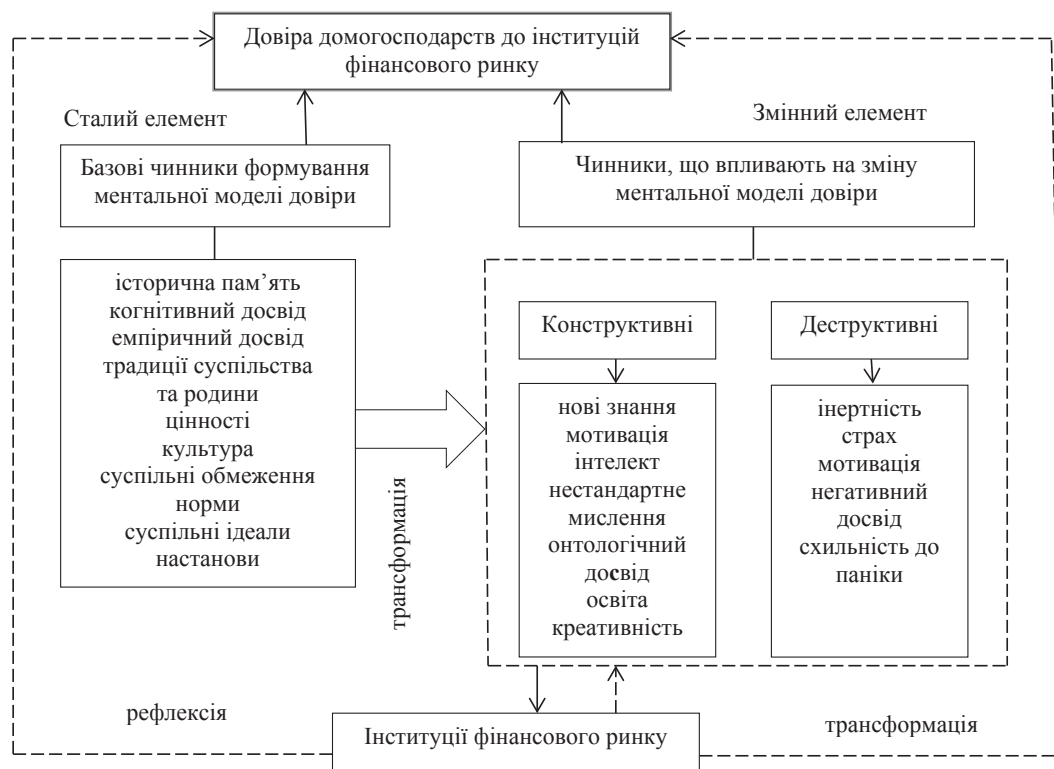 Довіра домогосподарств до інституцій
фінансового ринку
Сталий елемент
Змінний елемент
Базові чинники формування
ментальної моделі довіри
Чинники, що впливають на зміну
ментальної моделі довіри
історична пам’ять
когнітивний досвід
емпіричний досвід
традиції суспільства
та родини
цінності
культура
суспільні обмеження
норми
суспільні ідеали
настанови
трансформація
Конструктивні
нові знання
мотивація
інтелект
нестандартне
мислення
онтологічний
досвід
освіта
креативність
Деструктивні
інертність
страх
мотивація
негативний
досвід
схильність до
паніки
рефлексія
Інституції фінансового ринку
трансформація